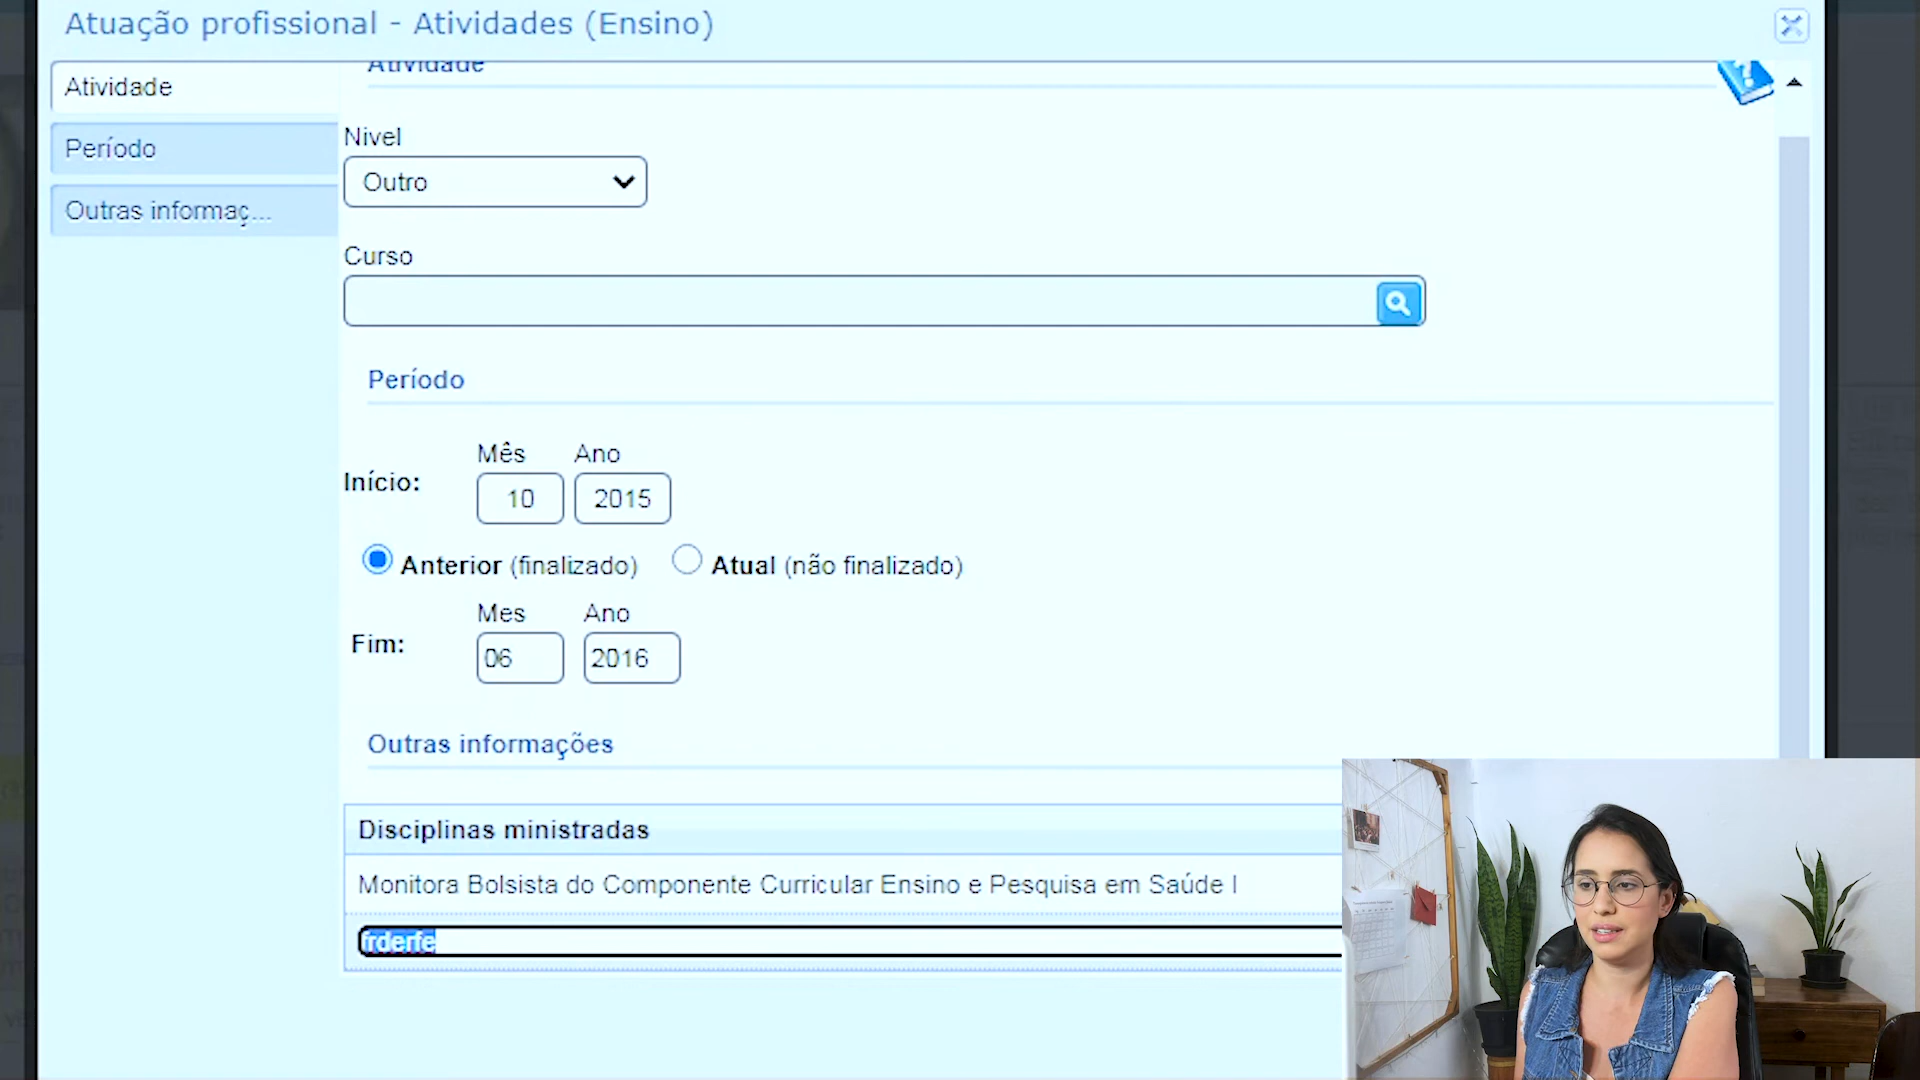 Atuação profissional - Atividades (Ensino)
Atividade
Atividade
Período
Outras informaç...
Nivel
Outro
Curso
Período
Mês Ano
Início: 10 2015
Anterior (finalizado) Atual (não finalizado)
Mes Ano
Fim: 06 2016
Outras informações
Disciplinas ministradas
Monitora Bolsista do Componente Curricular Ensino e Pesquisa em Saúde I
frderfe